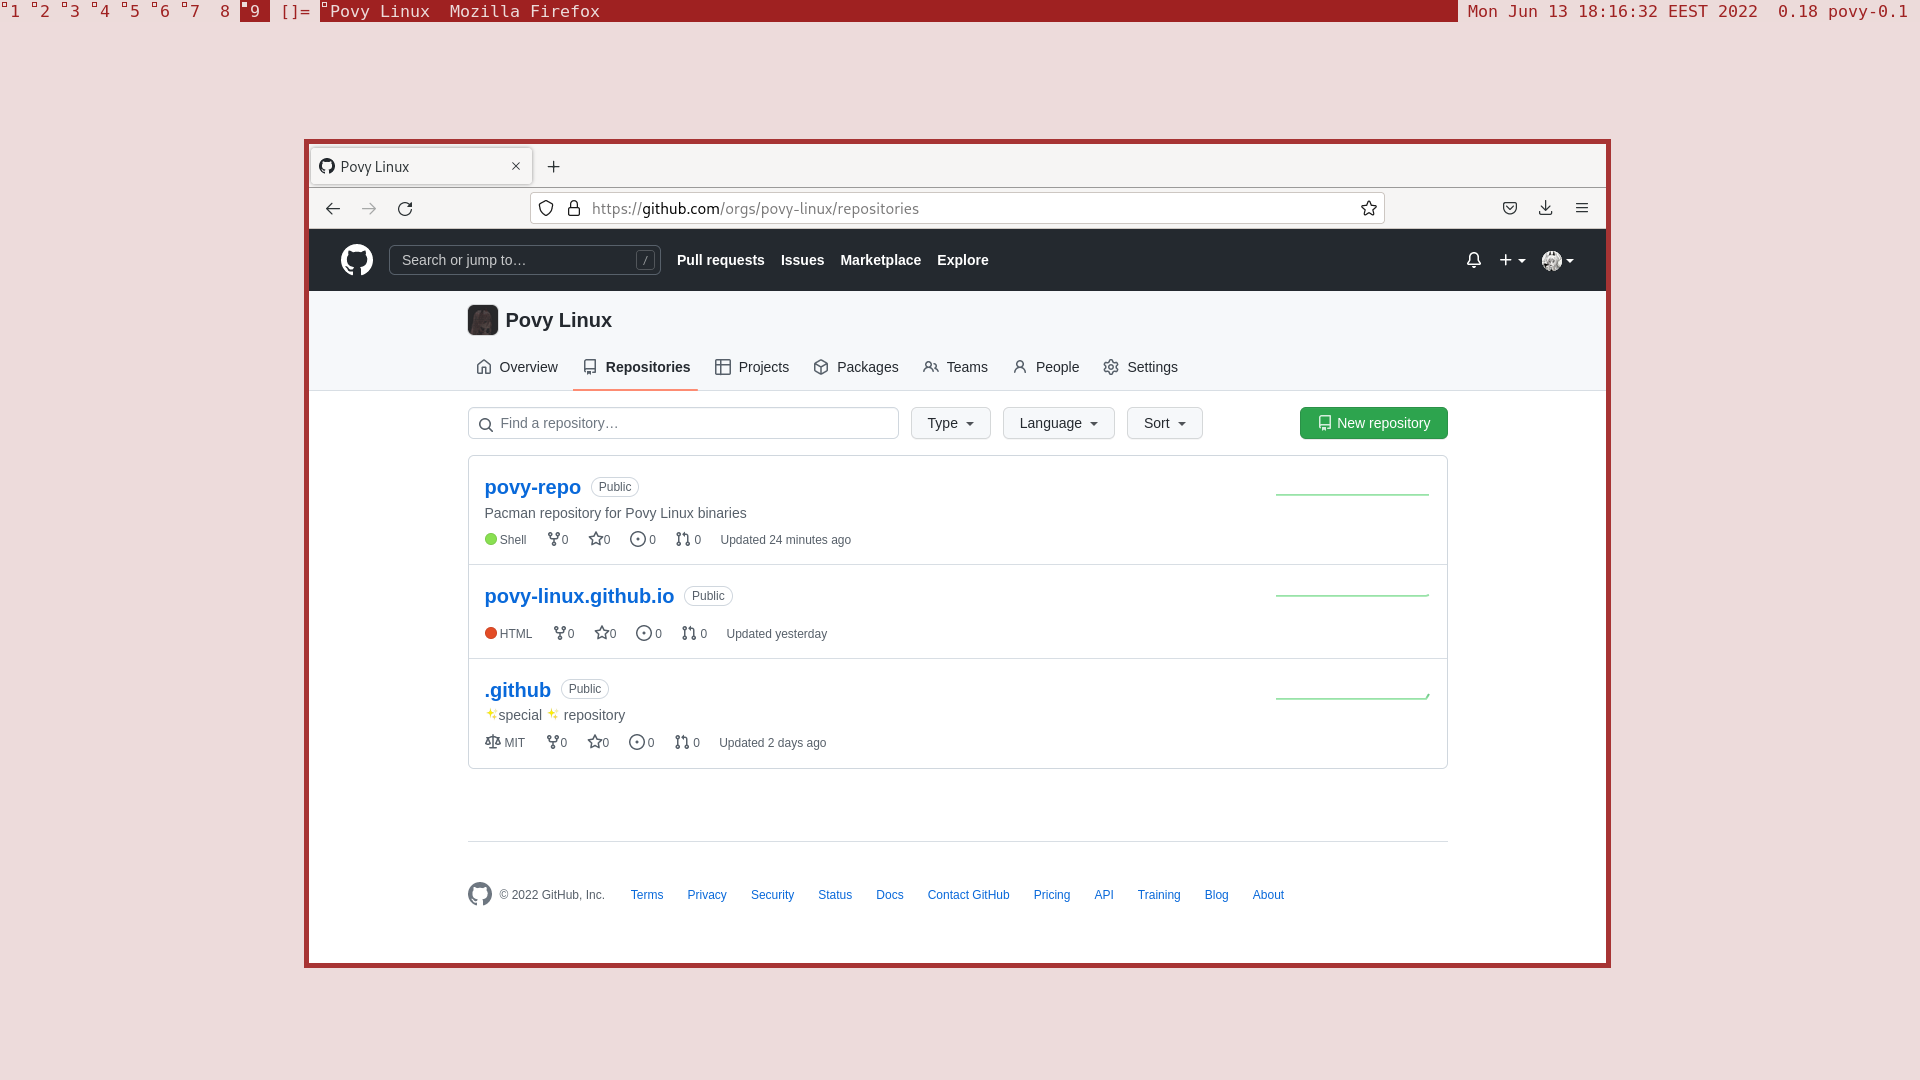 1 2 3 4 5 6 7 8 9 []= Povy Linux  Mozilla Firefox Mon Jun 13 18:16:32 EEST 2022  0.18 povy-0.1
Povy Linux
https://github.com/orgs/povy-linux/repositories
Search or jump to… / Pull requests Issues Marketplace Explore
Povy Linux
Overview Repositories Projects Packages Teams People Settings
Find a repository… Type Language Sort New repository
povy-repo Public
Pacman repository for Povy Linux binaries
Shell 0 0 0 0 Updated 24 minutes ago
povy-linux.github.io Public
HTML 0 0 0 0 Updated yesterday
.github Public
✨special ✨ repository
MIT 0 0 0 0 Updated 2 days ago
© 2022 GitHub, Inc. Terms Privacy Security Status Docs Contact GitHub Pricing API Training Blog About